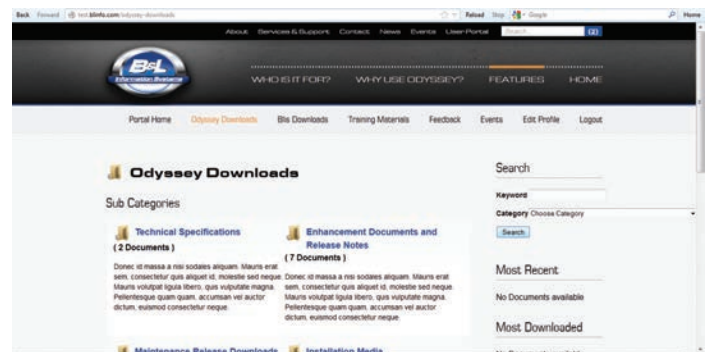 Back Forward test.blinfo.com/odyssey-downloads Reload Stop Google Home
About Services & Support Contact News Events User Portal Search... GO
B&L
Information Systems
WHO IS IT FOR? WHY USE ODYSSEY? FEATURES HOME
Portal Home Odyssey Downloads Blis Downloads Training Materials Feedback Events Edit Profile Logout
Odyssey Downloads
Sub Categories
Technical Specifications
( 2 Documents )
Donec id massa a nisi sodales aliquam. Mauris erat
sem, consectetur quis aliquet id, molestie sed neque.
Mauris volutpat ligula libero, quis vulputate magna.
Pellentesque quam quam, accumsan vel auctor
dictum, euismod consectetur neque.
Enhancement Documents and
Release Notes
( 7 Documents )
Donec id massa a nisi sodales aliquam. Mauris erat
sem, consectetur quis aliquet id, molestie sed neque.
Mauris volutpat ligula libero, quis vulputate magna.
Pellentesque quam quam, accumsan vel auctor
dictum, euismod consectetur neque.
Maintenance Release Downloads
Installation Media
Search
Keyword
Category Choose Category
Search
Most Recent
No Documents available
Most Downloaded
No Documents available